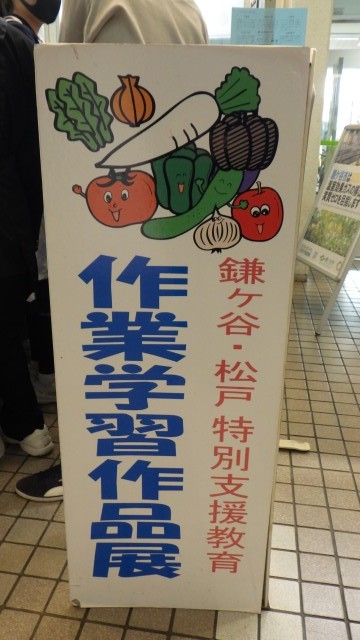 鎌ケ谷・松戸 特別支援教育
作業学習作品展